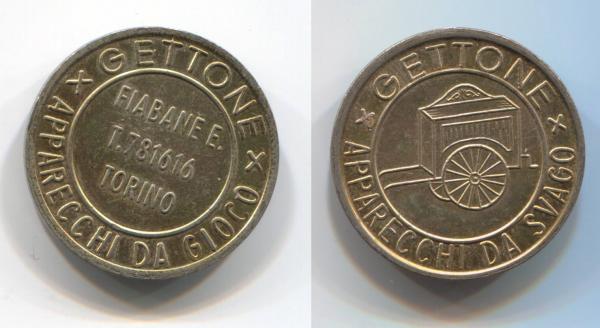 GETTONE
FIABANE E.
T.781616
TORINO
APPARECCHI DA GIOCO
GETTONE
APPARECCHI DA SVAGO